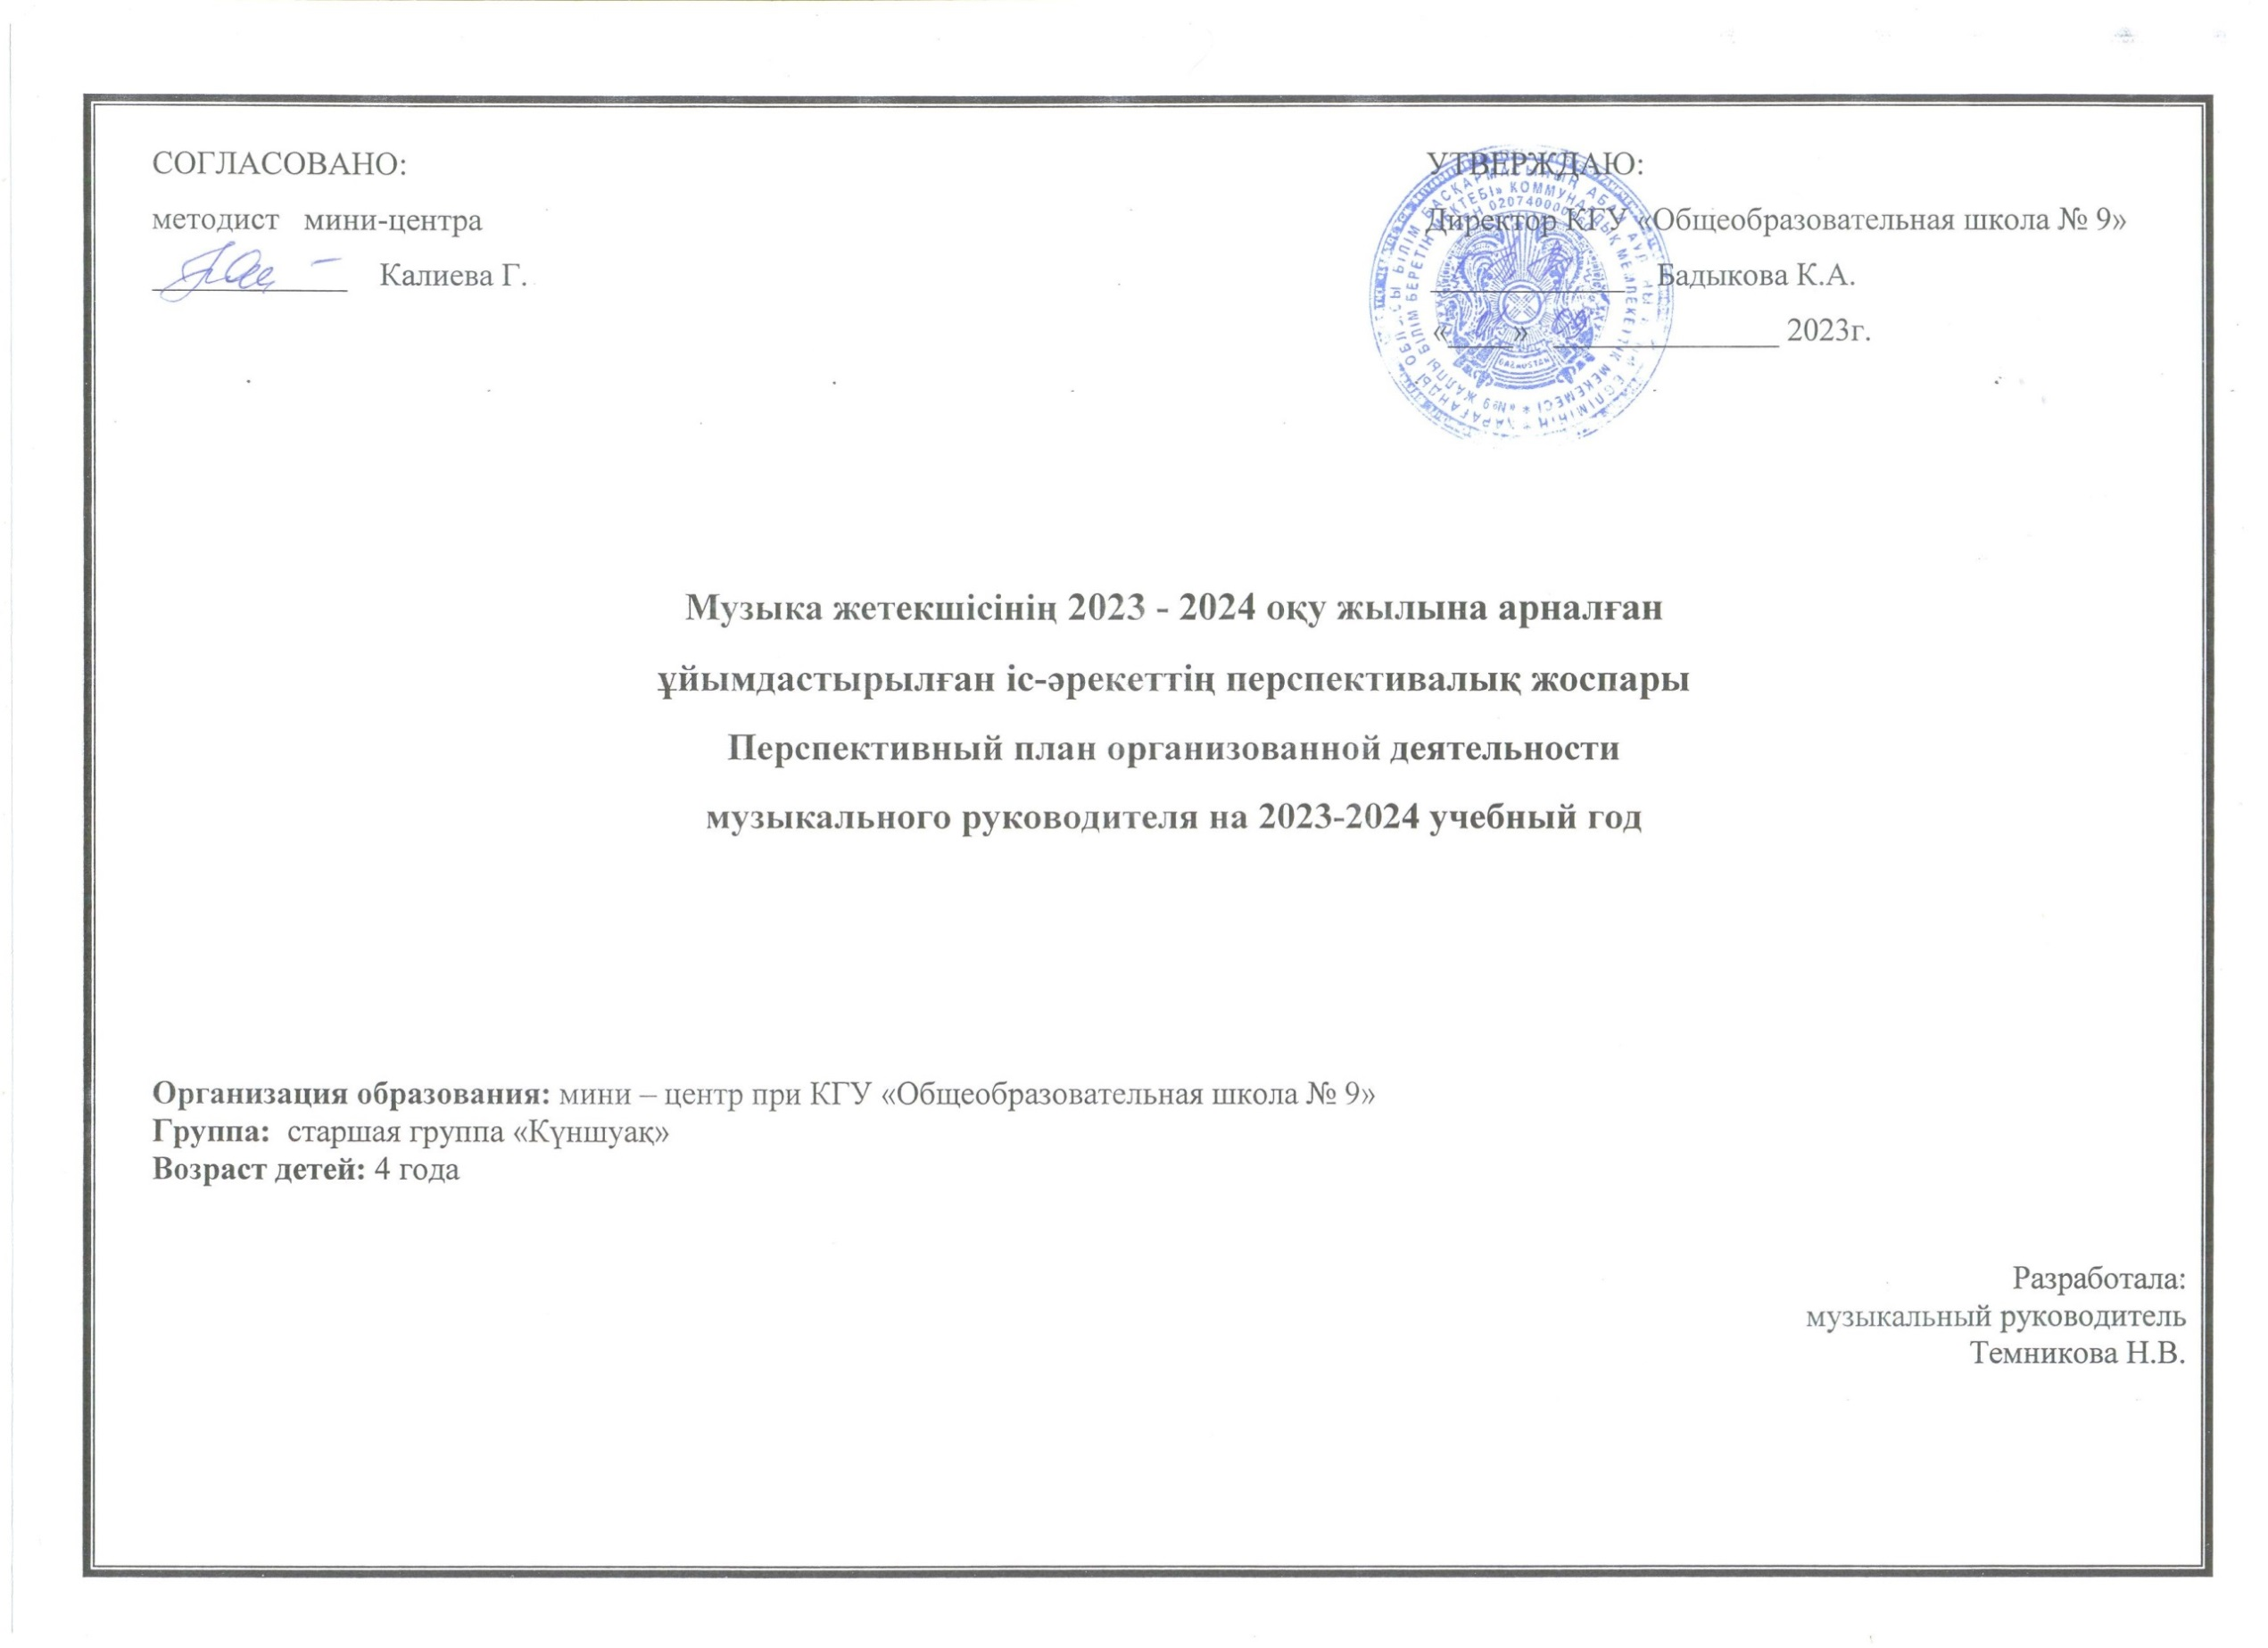 СОГЛАСОВАНО:
методист мини-центра
Калиева Г.
УТВЕРЖДАЮ:
Директор КГУ «Общеобразовательная школа № 9»
Бадыкова К.А.
«____» ______________ 2023г.
Музыка жетекшісінің 2023 - 2024 оқу жылына арналған
ұйымдастырылған іс-әрекеттің перспективалық жоспары
Перспективный план организованной деятельности
музыкального руководителя на 2023-2024 учебный год
Организация образования: мини – центр при КГУ «Общеобразовательная школа № 9»
Группа: старшая группа «Күншуақ»
Возраст детей: 4 года
Разработала:
музыкальный руководитель
Темникова Н.В.